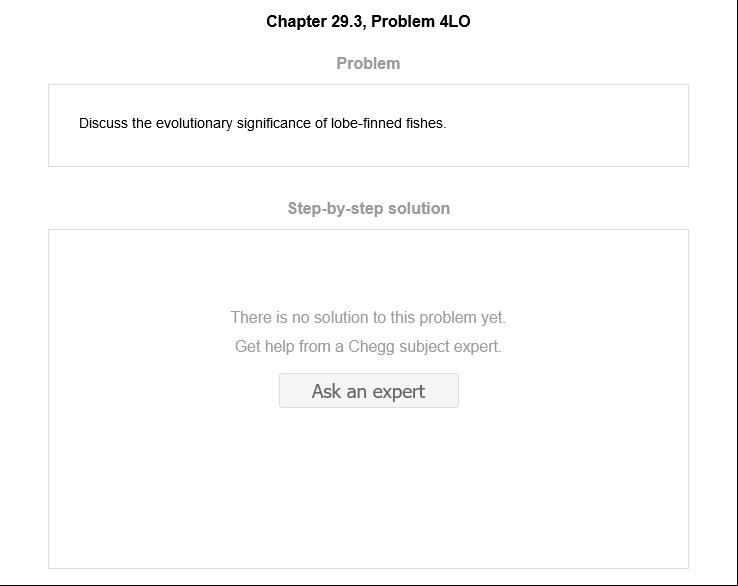 Chapter 29.3, Problem 4LO
Problem
Discuss the evolutionary significance of lobe-finned fishes.
Step-by-step solution
There is no solution to this problem yet.
Get help from a Chegg subject expert.
Ask an expert